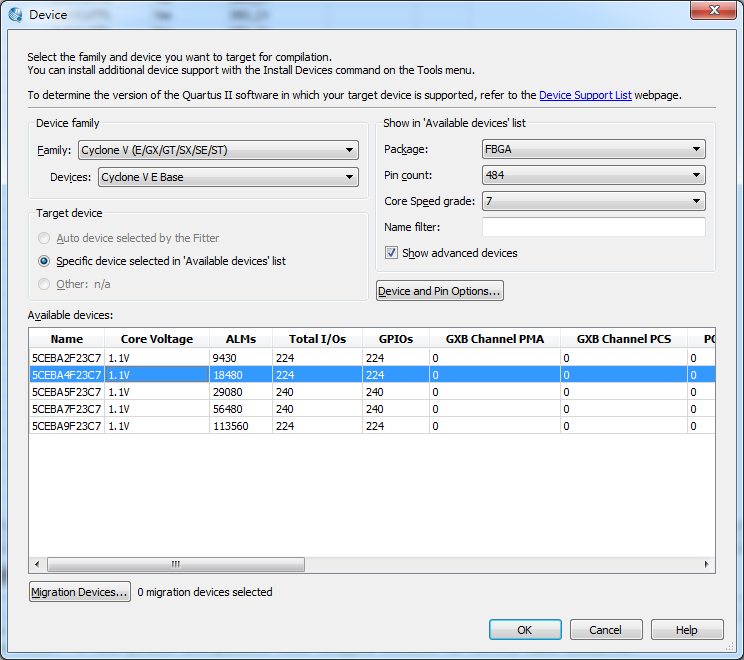 Device
Select the family and device you want to target for compilation.
You can install additional device support with the Install Devices command on the Tools menu.
To determine the version of the Quartus II software in which your target device is supported, refer to the Device Support List webpage.
Device family
Family: Cyclone V (E/GX/GT/SX/SE/ST)
Devices: Cyclone V E Base
Target device
Auto device selected by the Fitter
Specific device selected in 'Available devices' list
Other: n/a
Show in 'Available devices' list
Package: FBGA
Pin count: 484
Core Speed grade: 7
Name filter:
Show advanced devices
Device and Pin Options...
Available devices:
Name Core Voltage ALMs Total I/Os GPIOs GXB Channel PMA GXB Channel PCS PC
5CEBA2F23C7 1.1V 9430 224 224 0 0 0
5CEBA4F23C7 1.1V 18480 224 224 0 0 0
5CEBA5F23C7 1.1V 29080 240 240 0 0 0
5CEBA7F23C7 1.1V 56480 240 240 0 0 0
5CEBA9F23C7 1.1V 113560 224 224 0 0 0
Migration Devices... 0 migration devices selected
OK Cancel Help